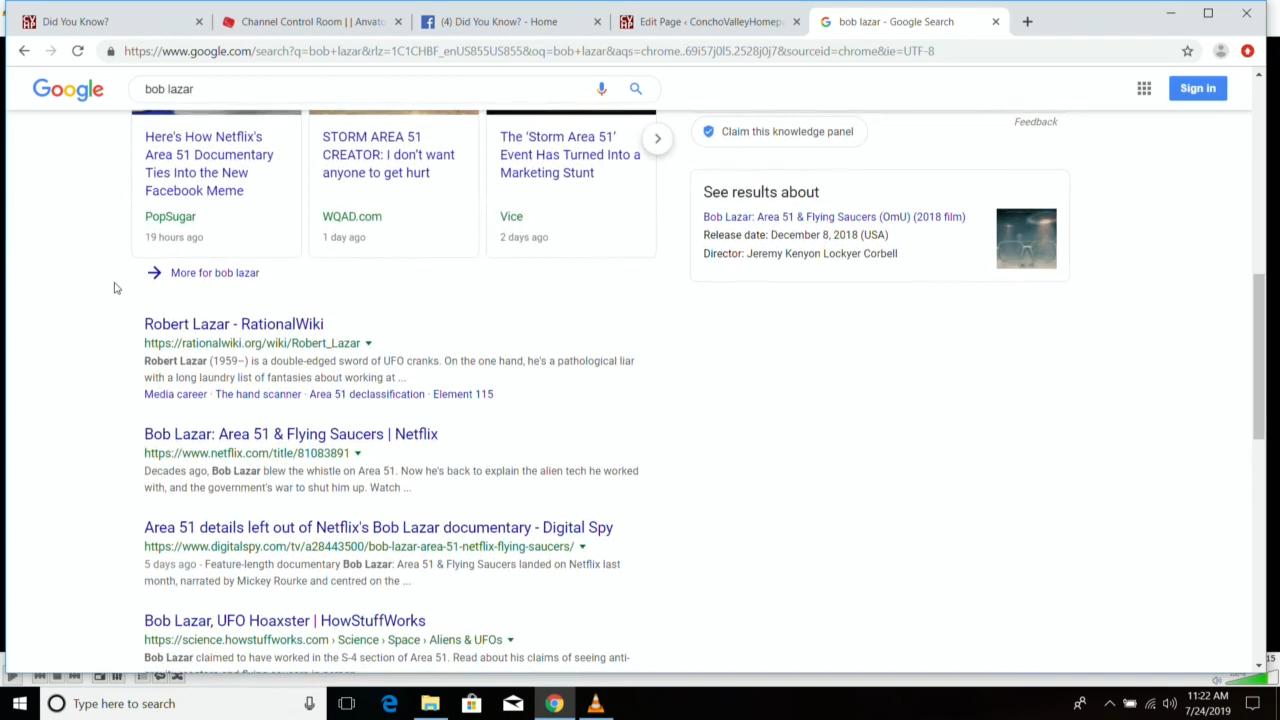 Did You Know?
Channel Control Room | | Anvato
(4) Did You Know? - Home
Edit Page ‹ ConchoValleyHomep
bob lazar - Google Search
https://www.google.com/search?q=bob+lazar&rlz=1C1CHBF_enUS855US855&oq=bob+lazar&aqs=chrome..69i57j0l5.2528j0j7&sourceid=chrome&ie=UTF-8
Google
bob lazar
Sign in
Here's How Netflix's
Area 51 Documentary
Ties Into the New
Facebook Meme
PopSugar
19 hours ago
STORM AREA 51
CREATOR: I don't want
anyone to get hurt
WQAD.com
1 day ago
The 'Storm Area 51'
Event Has Turned Into a
Marketing Stunt
Vice
2 days ago
More for bob lazar
Feedback
Claim this knowledge panel
See results about
Bob Lazar: Area 51 & Flying Saucers (OmU) (2018 film)
Release date: December 8, 2018 (USA)
Director: Jeremy Kenyon Lockyer Corbell
Robert Lazar - RationalWiki
https://rationalwiki.org/wiki/Robert_Lazar
Robert Lazar (1959–) is a double-edged sword of UFO cranks. On the one hand, he's a pathological liar
with a long laundry list of fantasies about working at ...
Media career · The hand scanner · Area 51 declassification · Element 115
Bob Lazar: Area 51 & Flying Saucers | Netflix
https://www.netflix.com/title/81083891
Decades ago, Bob Lazar blew the whistle on Area 51. Now he's back to explain the alien tech he worked
with, and the government's war to shut him up. Watch ...
Area 51 details left out of Netflix's Bob Lazar documentary - Digital Spy
https://www.digitalspy.com/tv/a28443500/bob-lazar-area-51-netflix-flying-saucers/
5 days ago - Feature-length documentary Bob Lazar: Area 51 & Flying Saucers landed on Netflix last
month, narrated by Mickey Rourke and centred on the ...
Bob Lazar, UFO Hoaxster | HowStuffWorks
https://science.howstuffworks.com › Science › Space › Aliens & UFOs
Bob Lazar claimed to have worked in the S-4 section of Area 51. Read about his claims of seeing anti-
Type here to search
11:22 AM
7/24/2019